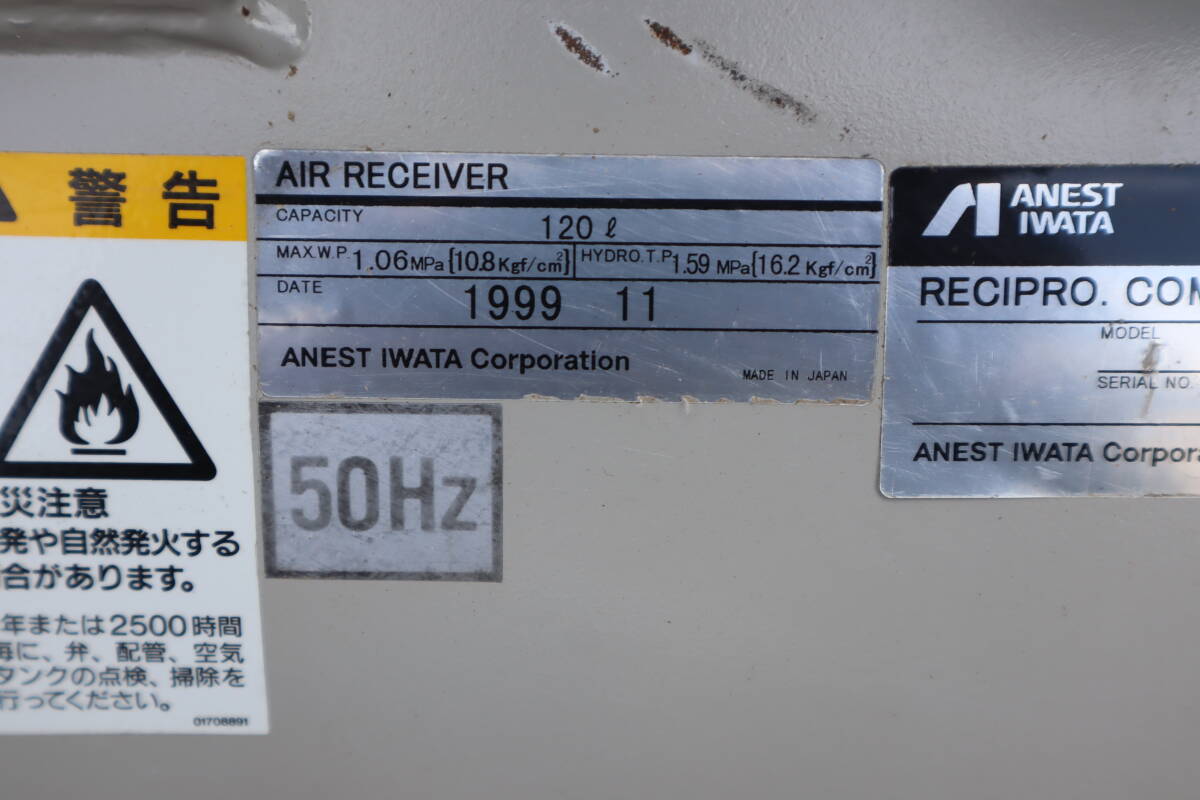 警告
災注意
発や自然発火する
合があります。
年または2500時間
毎に、弁、配管、空気
タンクの点検、掃除を
行ってください。
01708891
AIR RECEIVER
CAPACITY 120 ℓ
MAX.W.P. 1.06MPa [10.8 Kgf/cm²] HYDRO.T.P. 1.59 MPa [16.2 Kgf/cm²]
DATE 1999 11
ANEST IWATA Corporation
MADE IN JAPAN
50Hz
ANEST
IWATA
RECIPRO. COM
MODEL
SERIAL NO.
ANEST IWATA Corpora